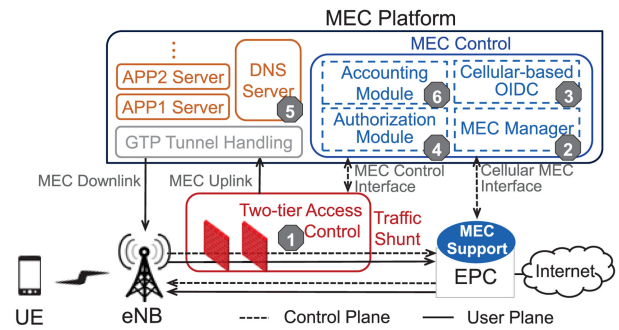 MEC Platform
MEC Control
APP2 Server
APP1 Server
DNS
Server
5
GTP Tunnel Handling
Accounting
Module
6
Cellular-based
OIDC
3
Authorization
Module
4
MEC Manager
2
MEC Downlink
MEC Uplink
MEC Control
Interface
Cellular MEC
Interface
Two-tier Access
Control
1
Traffic
Shunt
MEC
Support
EPC
Internet
UE
eNB
Control Plane
User Plane